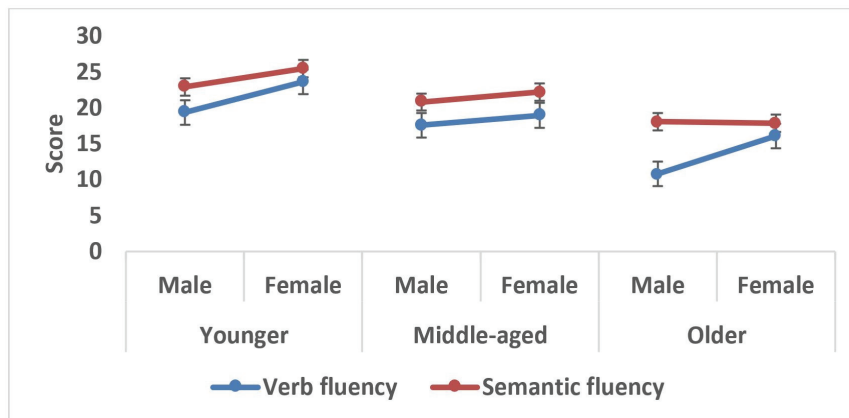 30
25
20
15
10
5
0
Score
Male Female Male Female Male Female
Younger Middle-aged Older
Verb fluency Semantic fluency